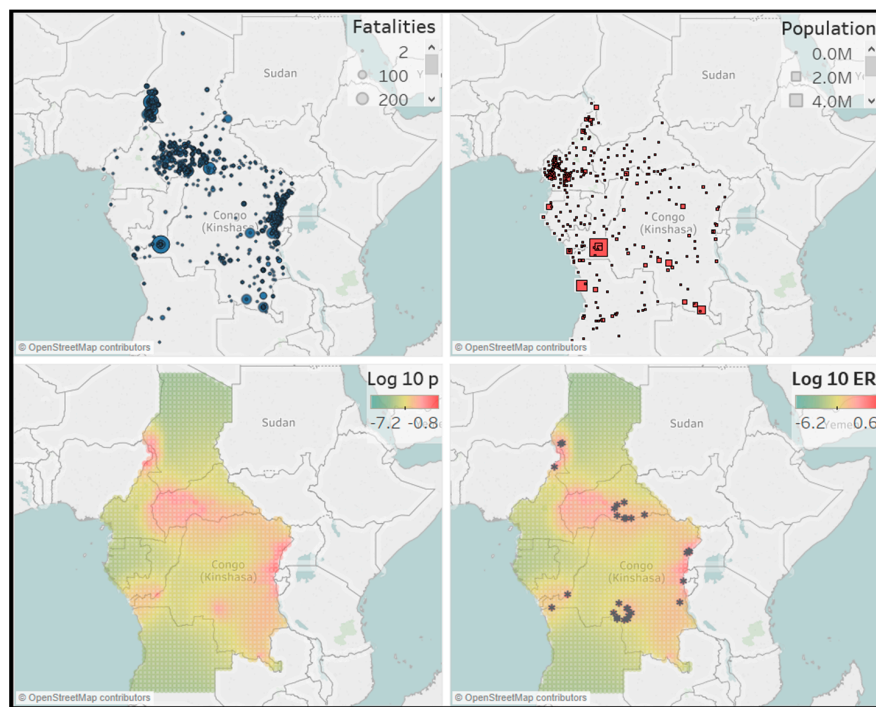 Fatalities
2
100
200
Sudan
Congo
(Kinshasa)
© OpenStreetMap contributors
Population
0.0M
2.0M
4.0M
Sudan
Congo
(Kinshasa)
© OpenStreetMap contributors
Log 10 p
-7.2 -0.8
Sudan
Congo
(Kinshasa)
© OpenStreetMap contributors
Log 10 ER
-6.2 0.6
Sudan
Congo
(Kinshasa)
© OpenStreetMap contributors